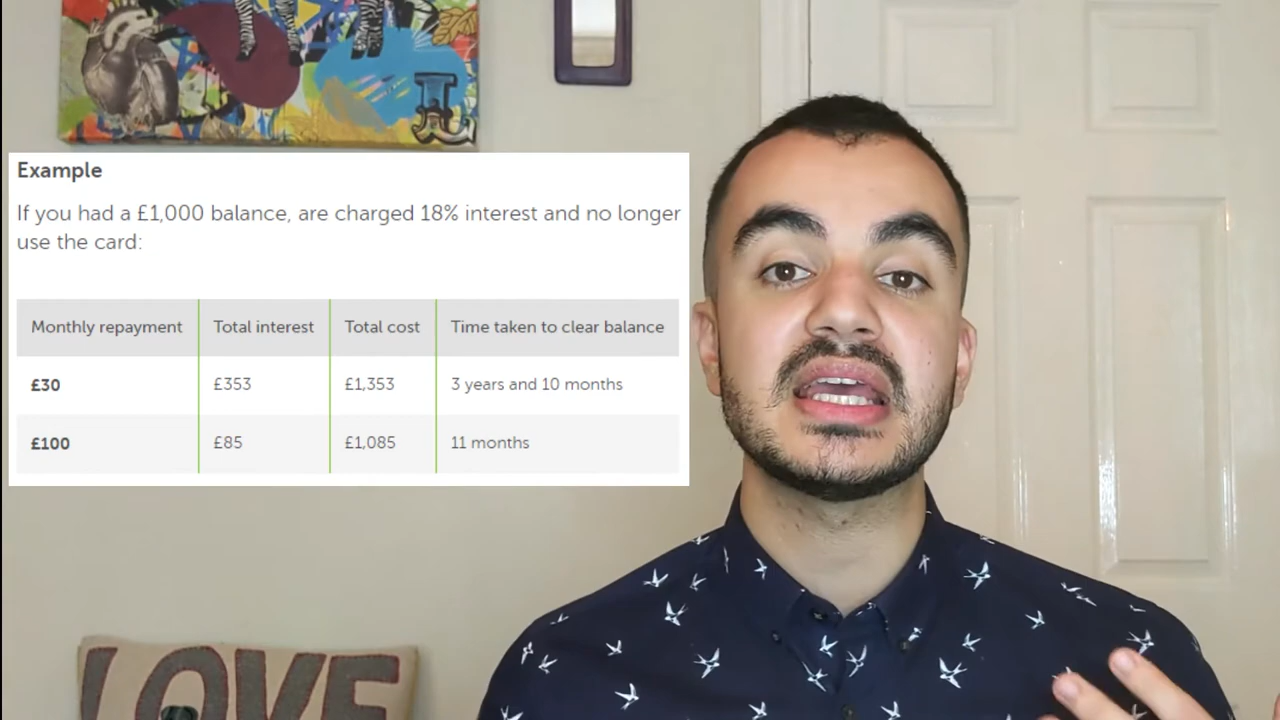 Example
If you had a £1,000 balance, are charged 18% interest and no longer
use the card:
Monthly repayment Total interest Total cost Time taken to clear balance
£30 £353 £1,353 3 years and 10 months
£100 £85 £1,085 11 months
LOVE